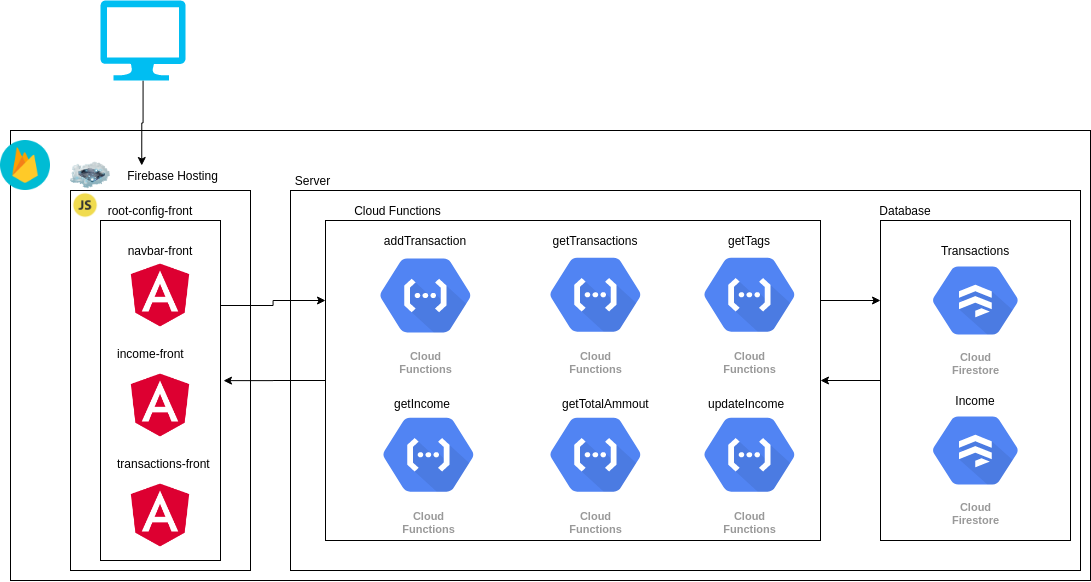 Firebase Hosting
Server
JS
root-config-front
Cloud Functions
Database
navbar-front
addTransaction
getTransactions
getTags
Transactions
Cloud
Functions
Cloud
Functions
Cloud
Functions
Cloud
Firestore
income-front
getIncome
getTotalAmmout
updateIncome
Income
transactions-front
Cloud
Functions
Cloud
Functions
Cloud
Functions
Cloud
Firestore